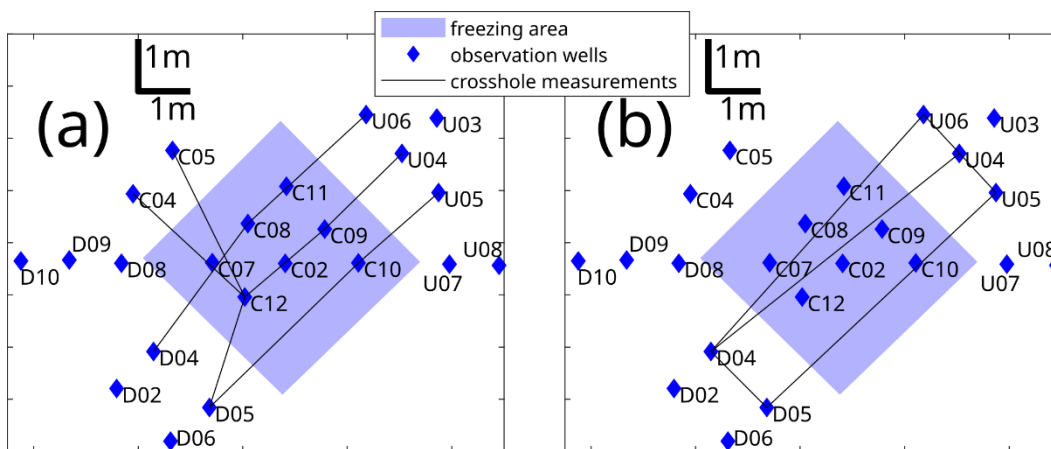 freezing area
observation wells
crosshole measurements
(a)
1m
1m
U06
U03
C05
U04
C04
C11
U05
C08
C09
D09
U08
D10
D08
C07
C02
C10
U07
C12
D04
D02
D05
D06
(b)
1m
1m
U06
U03
C05
U04
C04
C11
U05
C08
C09
D09
U08
D10
D08
C07
C02
C10
U07
C12
D04
D02
D05
D06